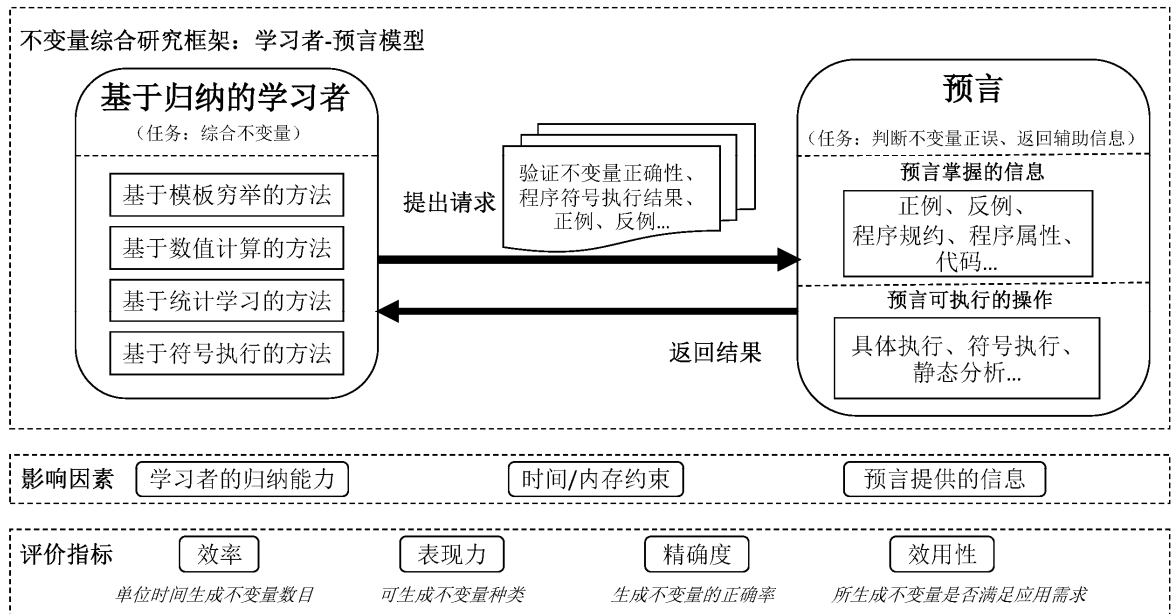 不变量综合研究框架：学习者-预言模型
基于归纳的学习者
（任务：综合不变量）
基于模板穷举的方法
基于数值计算的方法
基于统计学习的方法
基于符号执行的方法
提出请求
验证不变量正确性、
程序符号执行结果、
正例、反例...
返回结果
预言
（任务：判断不变量正误、返回辅助信息）
预言掌握的信息
正例、反例、
程序规约、程序属性、
代码...
预言可执行的操作
具体执行、符号执行、
静态分析...
影响因素
学习者的归纳能力
时间/内存约束
预言提供的信息
评价指标
效率
表现力
精确度
效用性
单位时间生成不变量数目
可生成不变量种类
生成不变量的正确率
所生成不变量是否满足应用需求